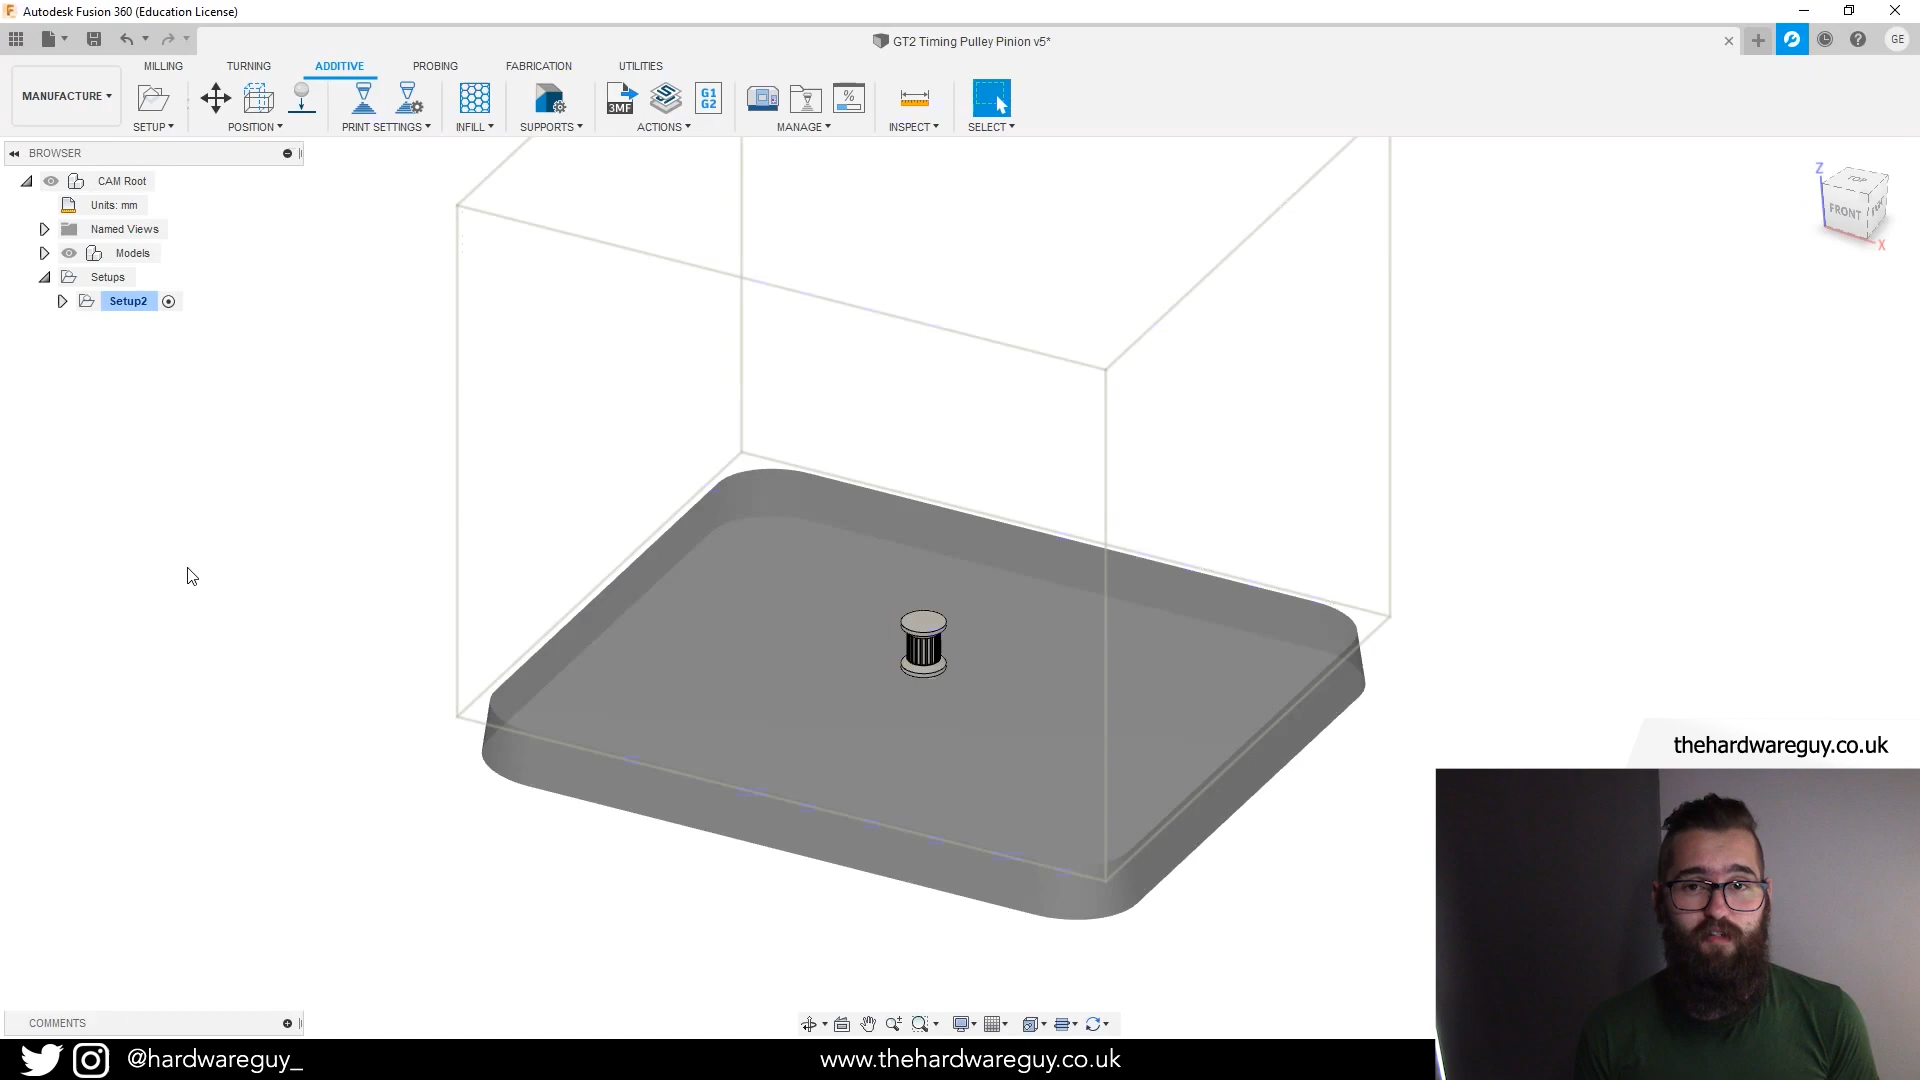 Autodesk Fusion 360 (Education License)
GT2 Timing Pulley Pinion v5*
GE
MILLING
TURNING
ADDITIVE
PROBING
FABRICATION
UTILITIES
MANUFACTURE
3MF
G1
G2
%
SETUP
POSITION
PRINT SETTINGS
INFILL
SUPPORTS
ACTIONS
MANAGE
INSPECT
SELECT
BROWSER
CAM Root
Units: mm
Named Views
Models
Setups
Setup2
Z
TOP
FRONT
X
thehardwareguy.co.uk
COMMENTS
@hardwareguy_
www.thehardwareguy.co.uk